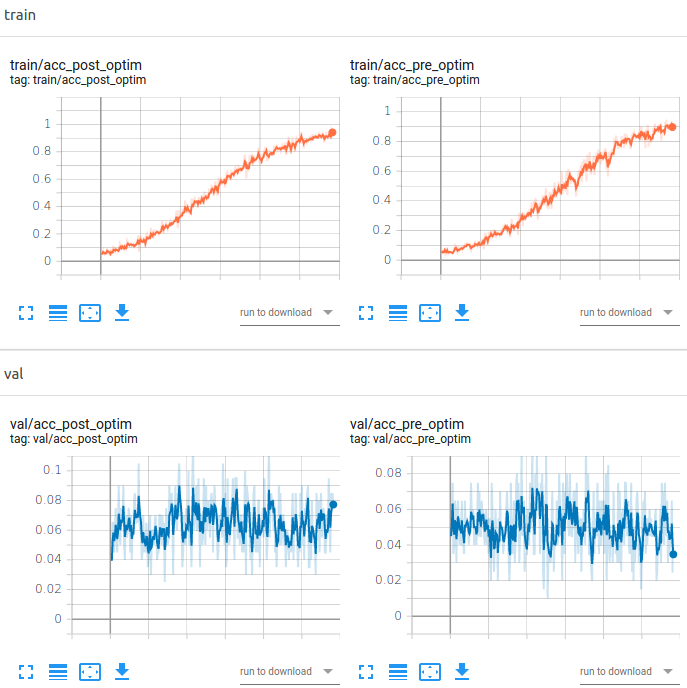 train
train/acc_post_optim
tag: train/acc_post_optim
train/acc_pre_optim
tag: train/acc_pre_optim
1
0.8
0.6
0.4
0.2
0
1
0.8
0.6
0.4
0.2
0
run to download
run to download
val
val/acc_post_optim
tag: val/acc_post_optim
val/acc_pre_optim
tag: val/acc_pre_optim
0.1
0.08
0.06
0.04
0.02
0
0.08
0.06
0.04
0.02
0
run to download
run to download